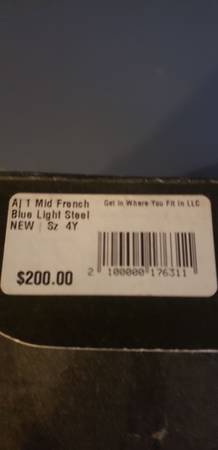 AJ 1 Mid French
Blue Light Steel
NEW | Sz 4Y
Get In Where You Fit In LLC
$200.00
2 100000 176311